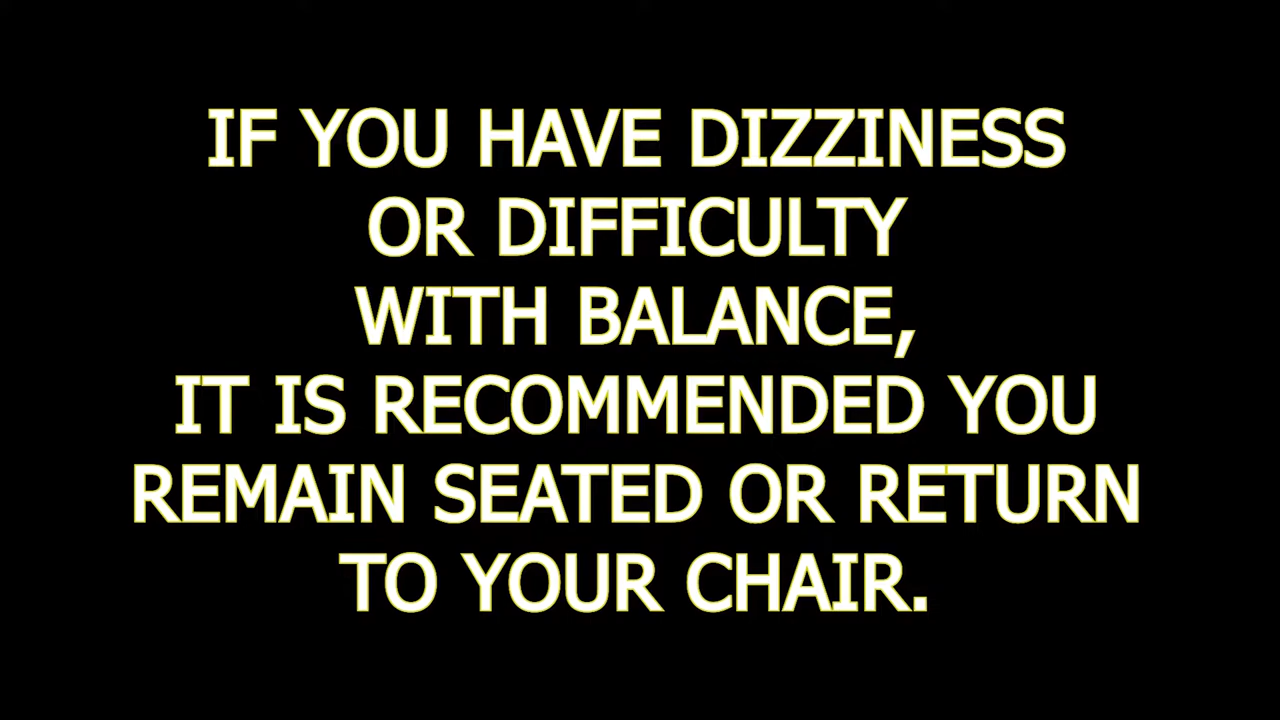 IF YOU HAVE DIZZINESS
OR DIFFICULTY
WITH BALANCE,
IT IS RECOMMENDED YOU
REMAIN SEATED OR RETURN
TO YOUR CHAIR.